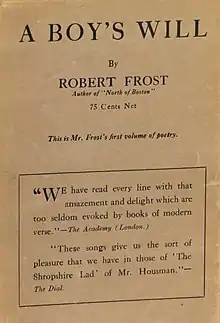 A BOY'S WILL
By
ROBERT FROST
Author of "North of Boston"
75 Cents Net
This is Mr. Frost's first volume of poetry.
"WE have read every line with that
amazement and delight which are
too seldom evoked by books of modern
verse."—The Academy (London.)
"These songs give us the sort of
pleasure that we have in those of 'The
Shropshire Lad' of Mr. Housman."—
The Dial.